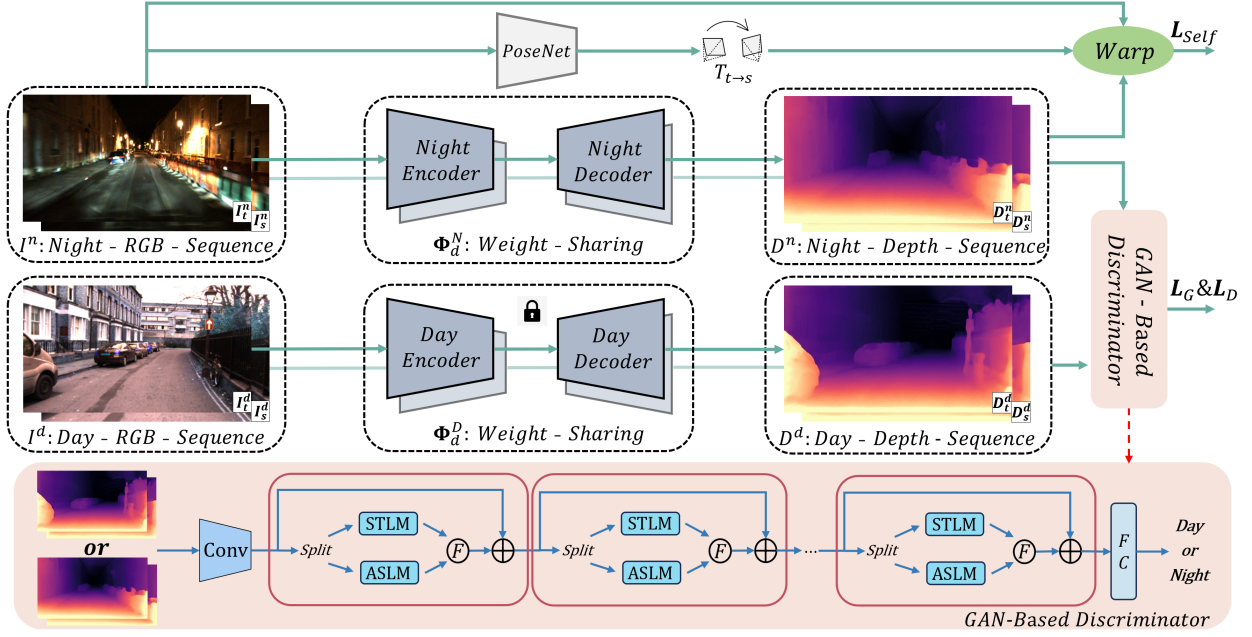 PoseNet
T_{t→s}
Warp
L_{Self}
I_t^n
I_s^n
I^n: Night - RGB - Sequence
Night
Encoder
Night
Decoder
Φ_d^N: Weight - Sharing
D_t^n
D_s^n
D^n: Night - Depth - Sequence
GAN - Based
Discriminator
L_G&L_D
I_t^d
I_s^d
I^d: Day - RGB - Sequence
Day
Encoder
Day
Decoder
Φ_d^D: Weight - Sharing
D_t^d
D_s^d
D^d: Day - Depth - Sequence
or
Conv
Split
STLM
ASLM
F
Split
STLM
ASLM
F
...
Split
STLM
ASLM
F
F
C
Day
or
Night
GAN-Based Discriminator